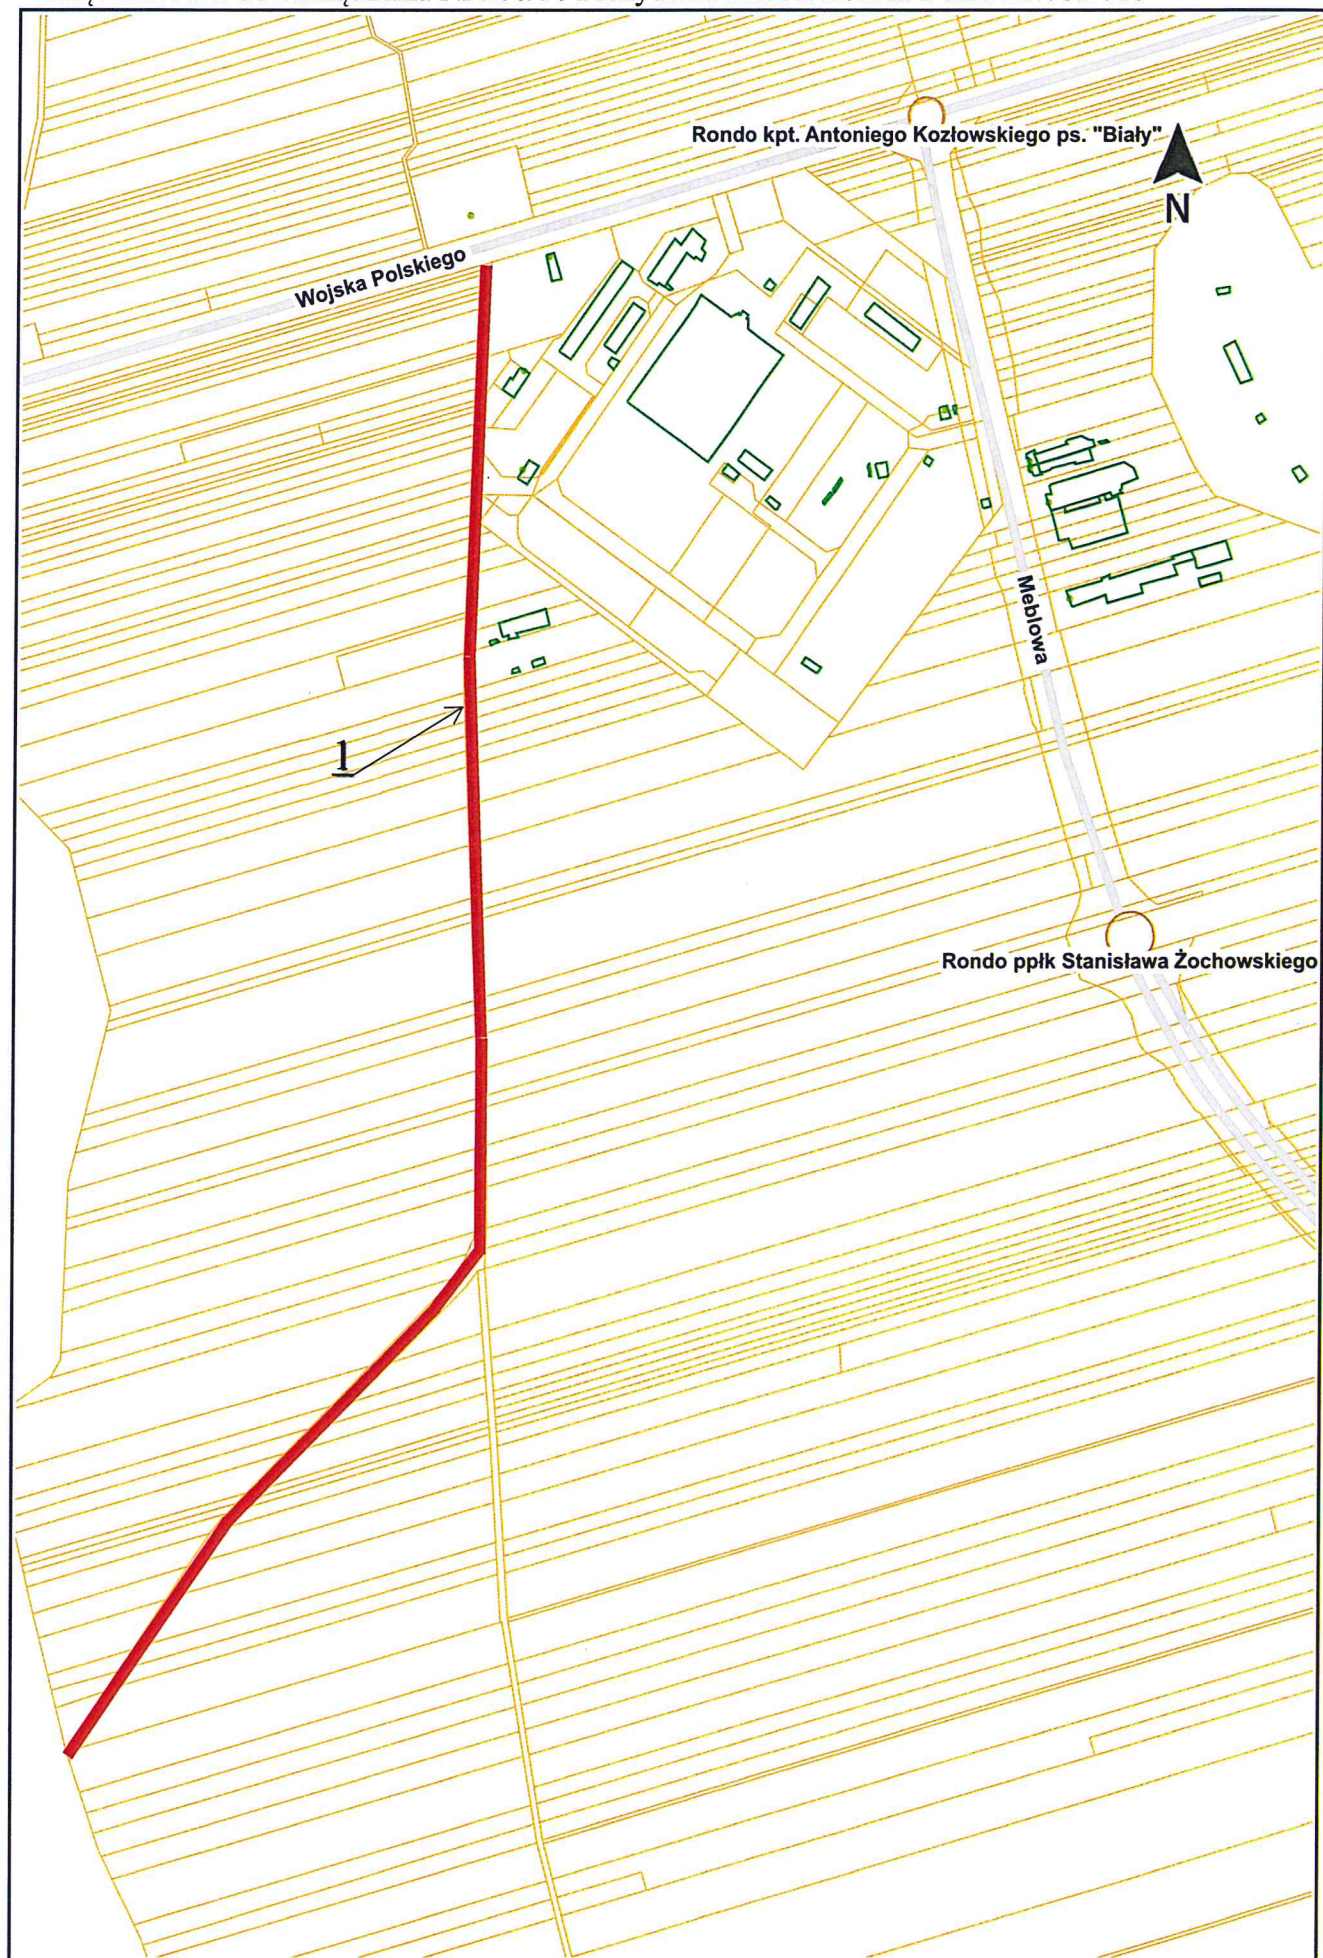 Rondo kpt. Antoniego Kozłowskiego ps. "Biały"
N
Wojska Polskiego
Meblowa
1
Rondo ppłk Stanisława Żochowskiego